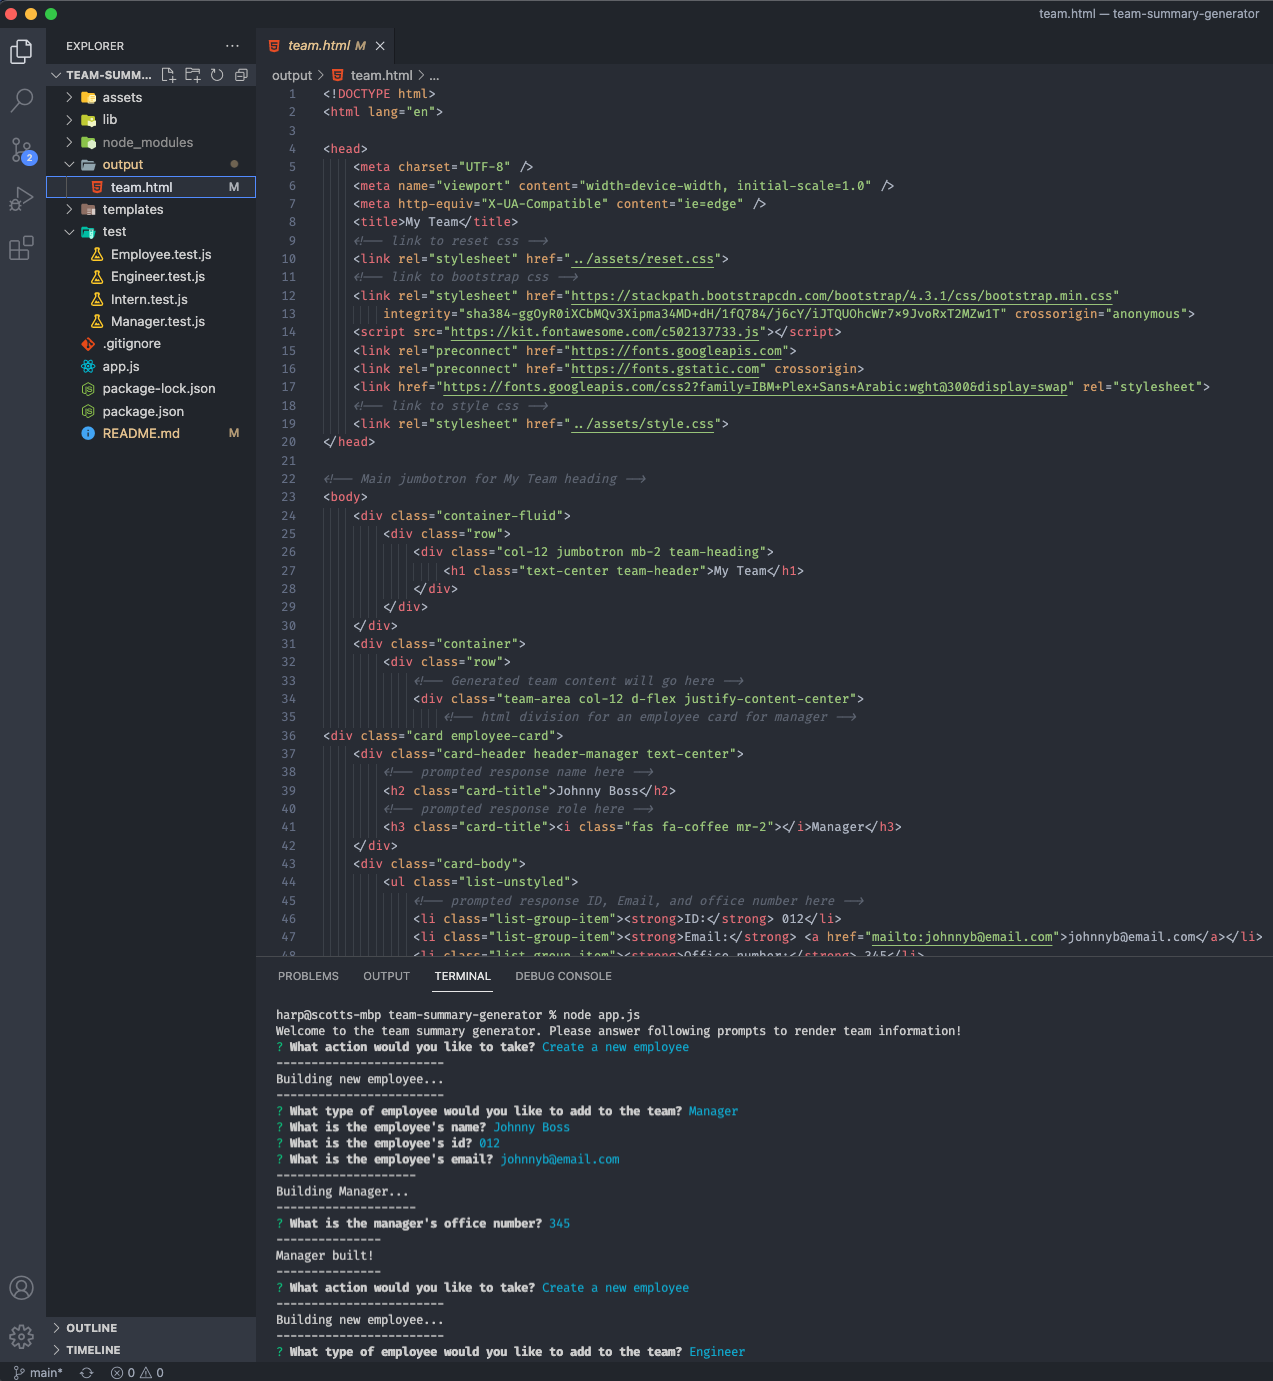 team.html — team-summary-generator
EXPLORER
TEAM-SUMM...
assets
lib
node_modules
output
team.html M
templates
test
Employee.test.js
Engineer.test.js
Intern.test.js
Manager.test.js
.gitignore
app.js
package-lock.json
package.json
README.md M
OUTLINE
TIMELINE
2
team.html M
output > team.html > ...
1 <!DOCTYPE html>
2 <html lang="en">
3
4 <head>
5 <meta charset="UTF-8" />
6 <meta name="viewport" content="width=device-width, initial-scale=1.0" />
7 <meta http-equiv="X-UA-Compatible" content="ie=edge" />
8 <title>My Team</title>
9 <!-- link to reset css -->
10 <link rel="stylesheet" href="../assets/reset.css">
11 <!-- link to bootstrap css -->
12 <link rel="stylesheet" href="https://stackpath.bootstrapcdn.com/bootstrap/4.3.1/css/bootstrap.min.css"
13 integrity="sha384-ggOyR0iXCbMQv3Xipma34MD+dH/1fQ784/j6cY/iJTQUOhcWr7x9JvoRxT2MZw1T" crossorigin="anonymous">
14 <script src="https://kit.fontawesome.com/c502137733.js"></script>
15 <link rel="preconnect" href="https://fonts.googleapis.com">
16 <link rel="preconnect" href="https://fonts.gstatic.com" crossorigin>
17 <link href="https://fonts.googleapis.com/css2?family=IBM+Plex+Sans+Arabic:wght@300&display=swap" rel="stylesheet">
18 <!-- link to style css -->
19 <link rel="stylesheet" href="../assets/style.css">
20 </head>
21
22 <!-- Main jumbotron for My Team heading -->
23 <body>
24 <div class="container-fluid">
25 <div class="row">
26 <div class="col-12 jumbotron mb-2 team-heading">
27 <h1 class="text-center team-header">My Team</h1>
28 </div>
29 </div>
30 </div>
31 <div class="container">
32 <div class="row">
33 <!-- Generated team content will go here -->
34 <div class="team-area col-12 d-flex justify-content-center">
35 <!-- html division for an employee card for manager -->
36 <div class="card employee-card">
37 <div class="card-header header-manager text-center">
38 <!-- prompted response name here -->
39 <h2 class="card-title">Johnny Boss</h2>
40 <!-- prompted response role here -->
41 <h3 class="card-title"><i class="fas fa-coffee mr-2"></i>Manager</h3>
42 </div>
43 <div class="card-body">
44 <ul class="list-unstyled">
45 <!-- prompted response ID, Email, and office number here -->
46 <li class="list-group-item"><strong>ID:</strong> 012</li>
47 <li class="list-group-item"><strong>Email:</strong> <a href="mailto:johnnyb@email.com">johnnyb@email.com</a></li>
48 <li class="list-group-item"><strong>Office number:</strong> 345</li>
PROBLEMS OUTPUT TERMINAL DEBUG CONSOLE
harp@scotts-mbp team-summary-generator % node app.js
Welcome to the team summary generator. Please answer following prompts to render team information!
? What action would you like to take? Create a new employee
------------------------
Building new employee...
------------------------
? What type of employee would you like to add to the team? Manager
? What is the employee's name? Johnny Boss
? What is the employee's id? 012
? What is the employee's email? johnnyb@email.com
--------------------
Building Manager...
--------------------
? What is the manager's office number? 345
---------------
Manager built!
---------------
? What action would you like to take? Create a new employee
------------------------
Building new employee...
------------------------
? What type of employee would you like to add to the team? Engineer
main* 0 0